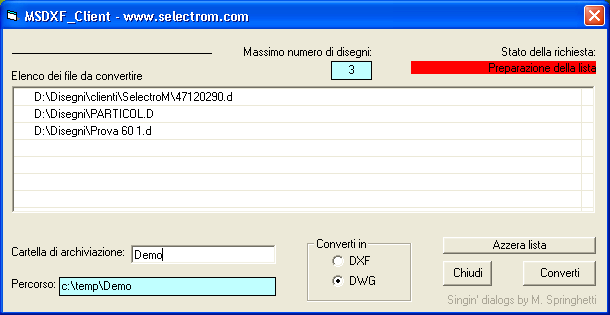 MSDXF_Client - www.selectrom.com
Massimo numero di disegni:
Stato della richiesta:
3
Preparazione della lista
Elenco dei file da convertire
D:\Disegni\clienti\SelectroM\47120290.d
D:\Disegni\PARTICOL.D
D:\Disegni\Prova 60 1.d
Cartella di archiviazione:
Demo
Converti in
DXF
DWG
Azzera lista
Percorso:
c:\temp\Demo
Chiudi
Converti
Singin' dialogs by M. Springhetti